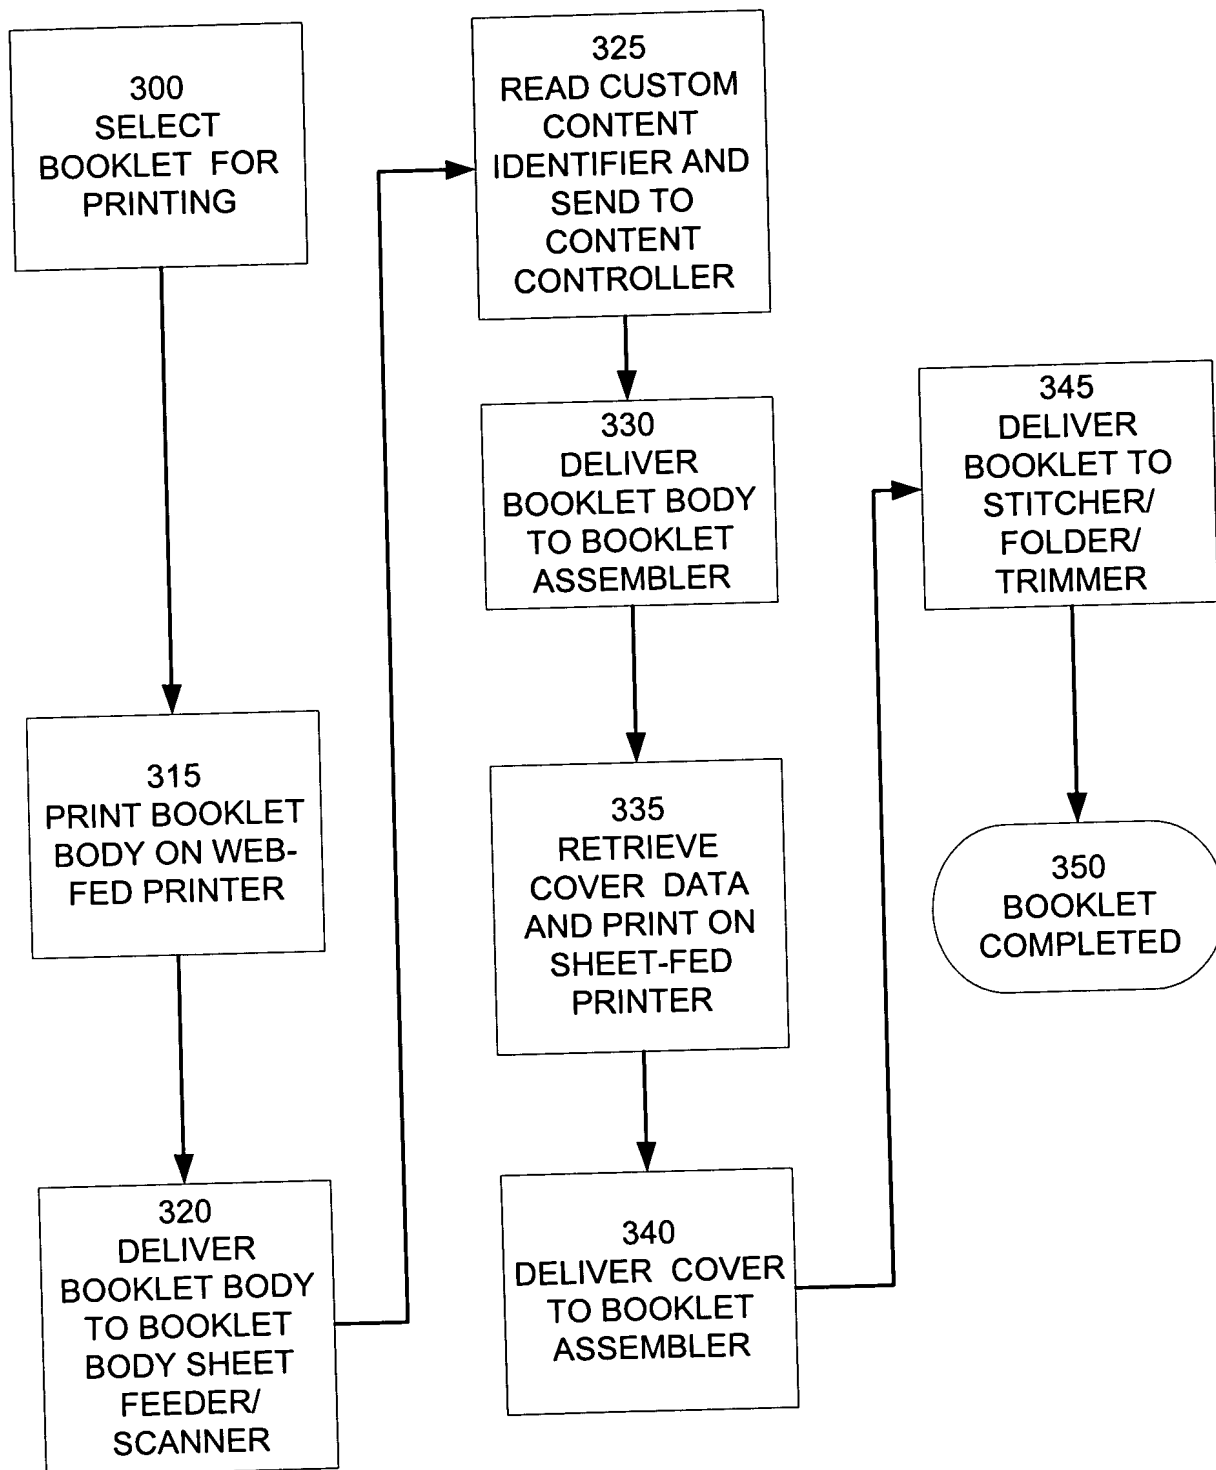 300
SELECT
BOOKLET FOR
PRINTING
315
PRINT BOOKLET
BODY ON WEB-
FED PRINTER
320
DELIVER
BOOKLET BODY
TO BOOKLET
BODY SHEET
FEEDER/
SCANNER
325
READ CUSTOM
CONTENT
IDENTIFIER AND
SEND TO
CONTENT
CONTROLLER
330
DELIVER
BOOKLET BODY
TO BOOKLET
ASSEMBLER
335
RETRIEVE
COVER DATA
AND PRINT ON
SHEET-FED
PRINTER
340
DELIVER COVER
TO BOOKLET
ASSEMBLER
345
DELIVER
BOOKLET TO
STITCHER/
FOLDER/
TRIMMER
350
BOOKLET
COMPLETED